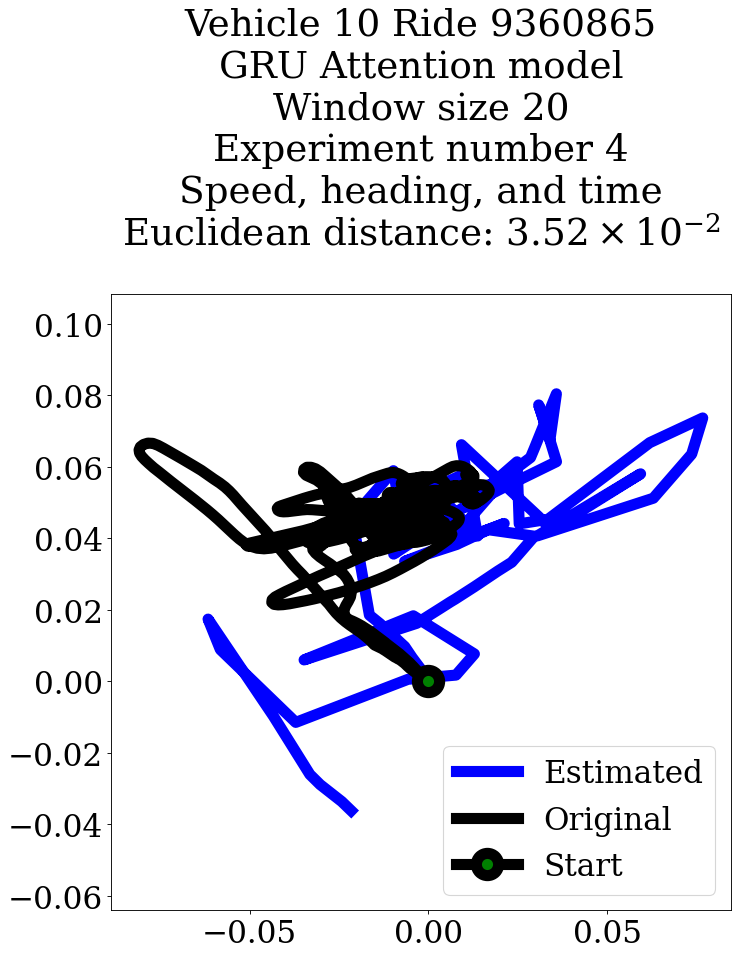 Vehicle 10 Ride 9360865
GRU Attention model
Window size 20
Experiment number 4
Speed, heading, and time
Euclidean distance: 3.52 × 10⁻²
0.10
0.08
0.06
0.04
0.02
0.00
−0.02
−0.04
−0.06
Estimated
Original
Start
−0.05
0.00
0.05